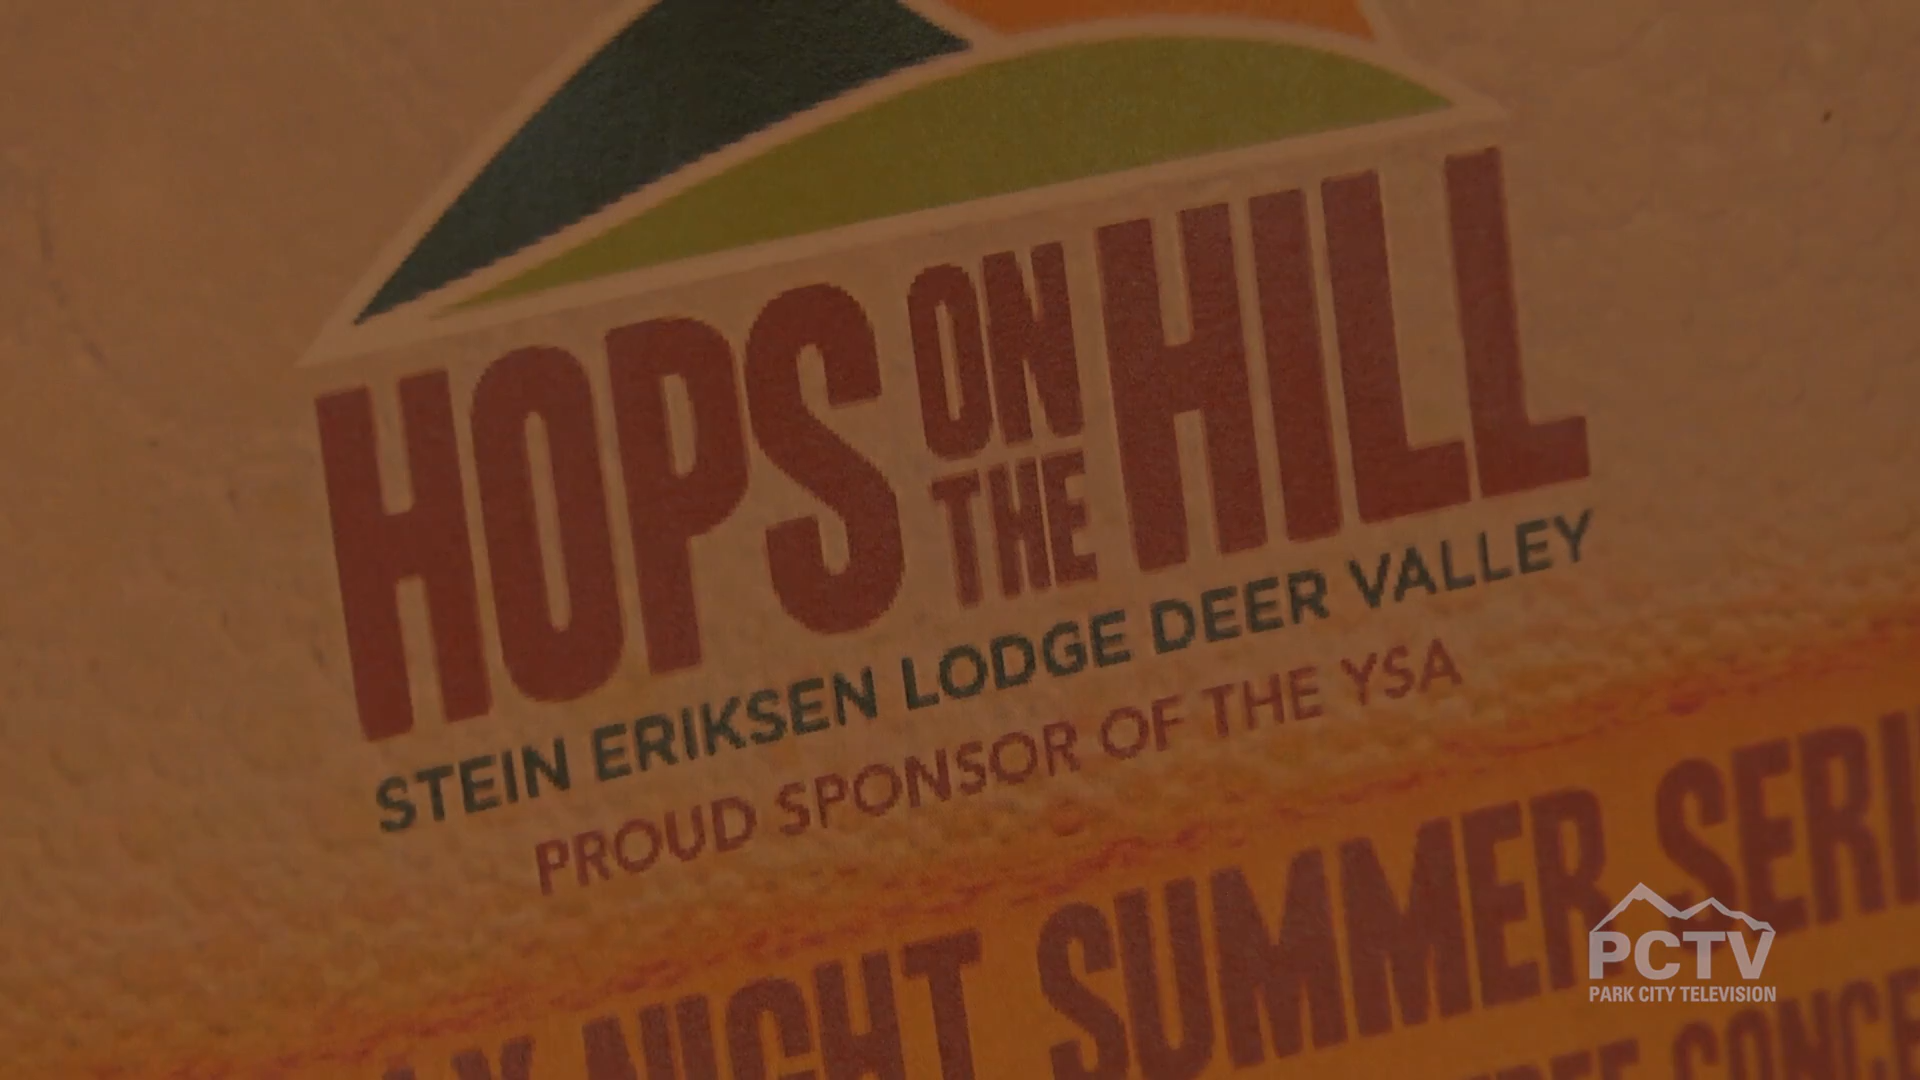 HOPS ON THE HILL
STEIN ERIKSEN LODGE DEER VALLEY
PROUD SPONSOR OF THE YSA
NIGHT SUMMER
PCTV
PARK CITY TELEVISION